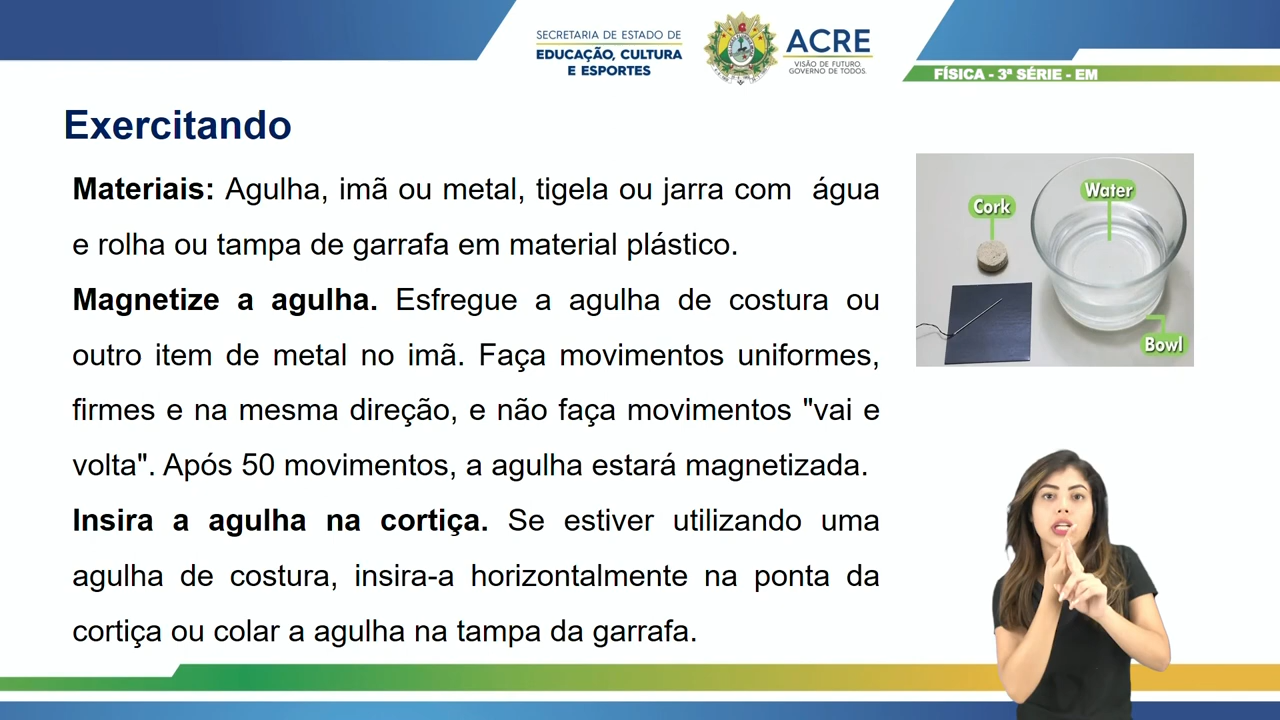 SECRETARIA DE ESTADO DE
EDUCAÇÃO, CULTURA
E ESPORTES
ACRE
VISÃO DE FUTURO.
GOVERNO DE TODOS.
FÍSICA - 3ª SÉRIE - EM
Exercitando
Materiais: Agulha, imã ou metal, tigela ou jarra com água
e rolha ou tampa de garrafa em material plástico.
Magnetize a agulha. Esfregue a agulha de costura ou
outro item de metal no imã. Faça movimentos uniformes,
firmes e na mesma direção, e não faça movimentos "vai e
volta". Após 50 movimentos, a agulha estará magnetizada.
Insira a agulha na cortiça. Se estiver utilizando uma
agulha de costura, insira-a horizontalmente na ponta da
cortiça ou colar a agulha na tampa da garrafa.
Water
Cork
Bowl